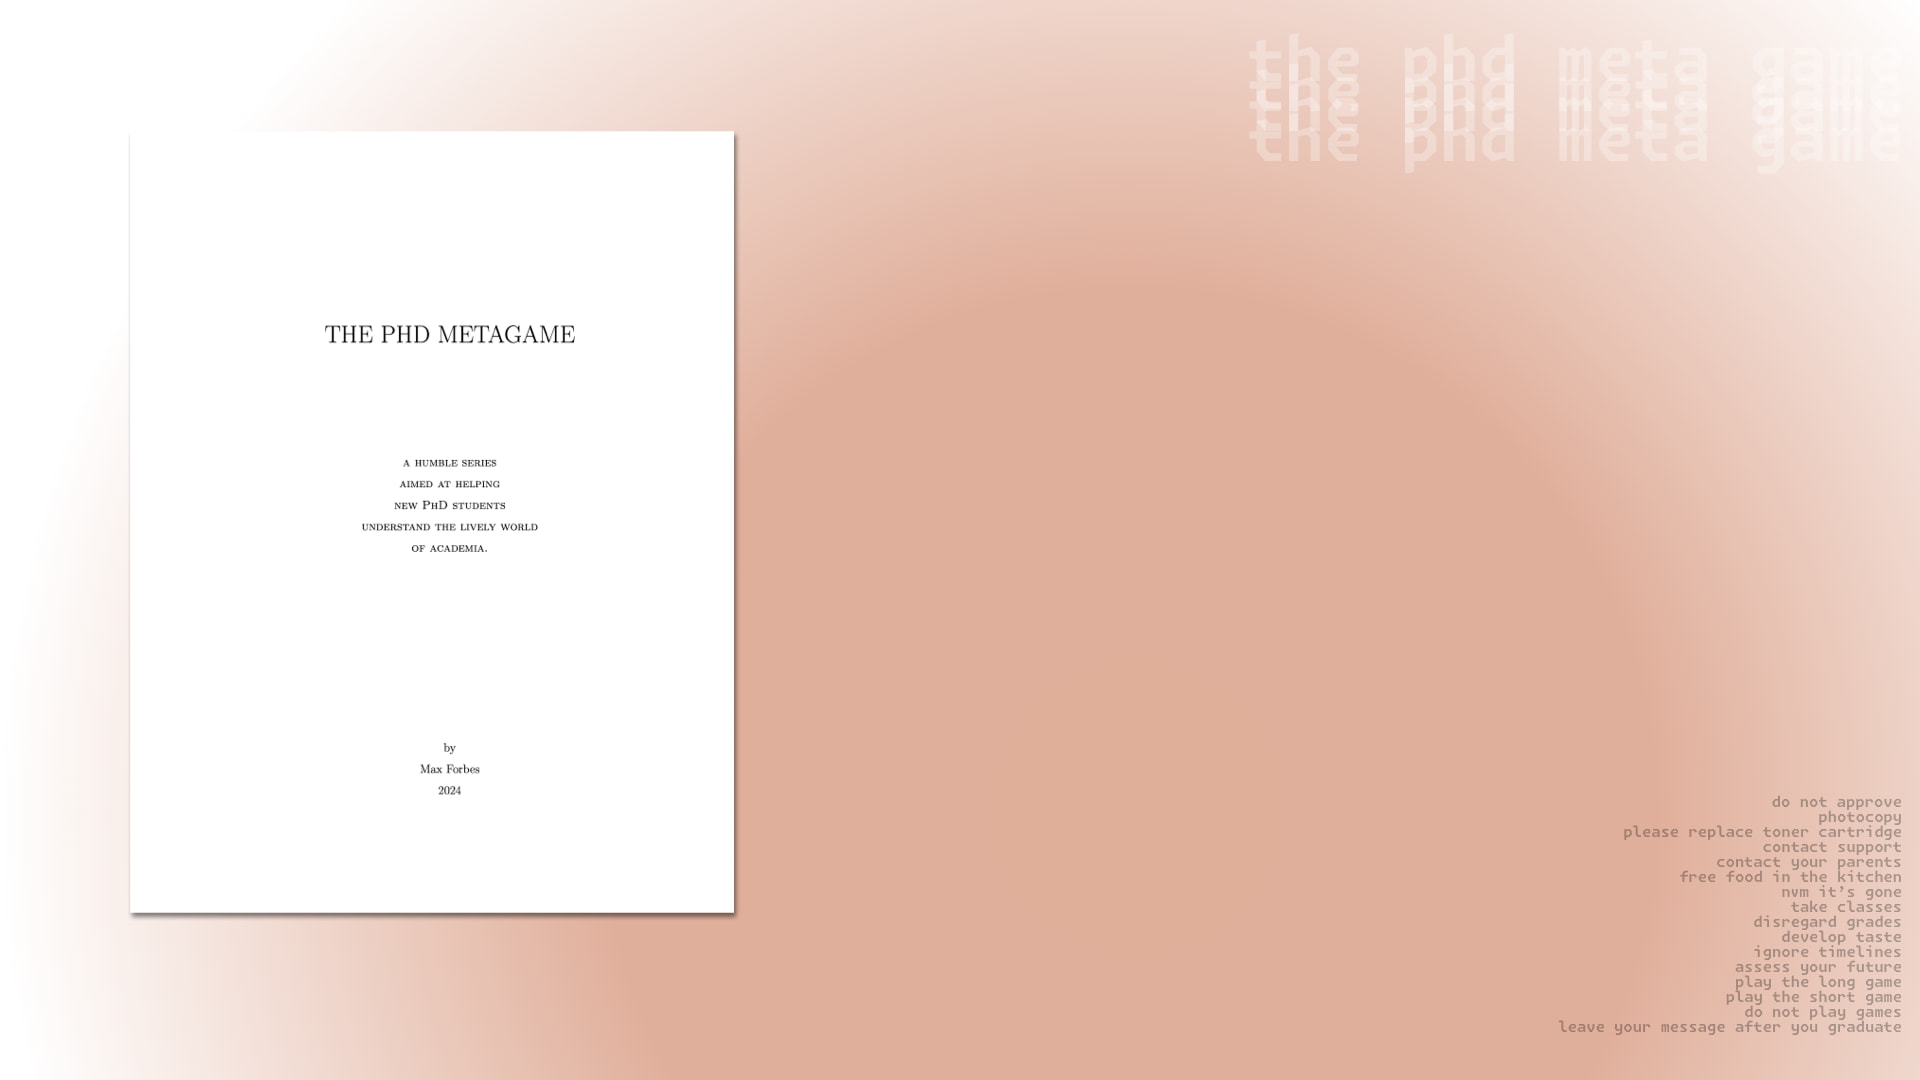 the phd meta game
the phd meta game
the phd meta game
THE PHD METAGAME
A HUMBLE SERIES
AIMED AT HELPING
NEW PHD STUDENTS
UNDERSTAND THE LIVELY WORLD
OF ACADEMIA.
by
Max Forbes
2024
do not approve
photocopy
please replace toner cartridge
contact support
contact your parents
free food in the kitchen
nvm it’s gone
take classes
disregard grades
develop taste
ignore timelines
assess your future
play the long game
play the short game
do not play games
leave your message after you graduate